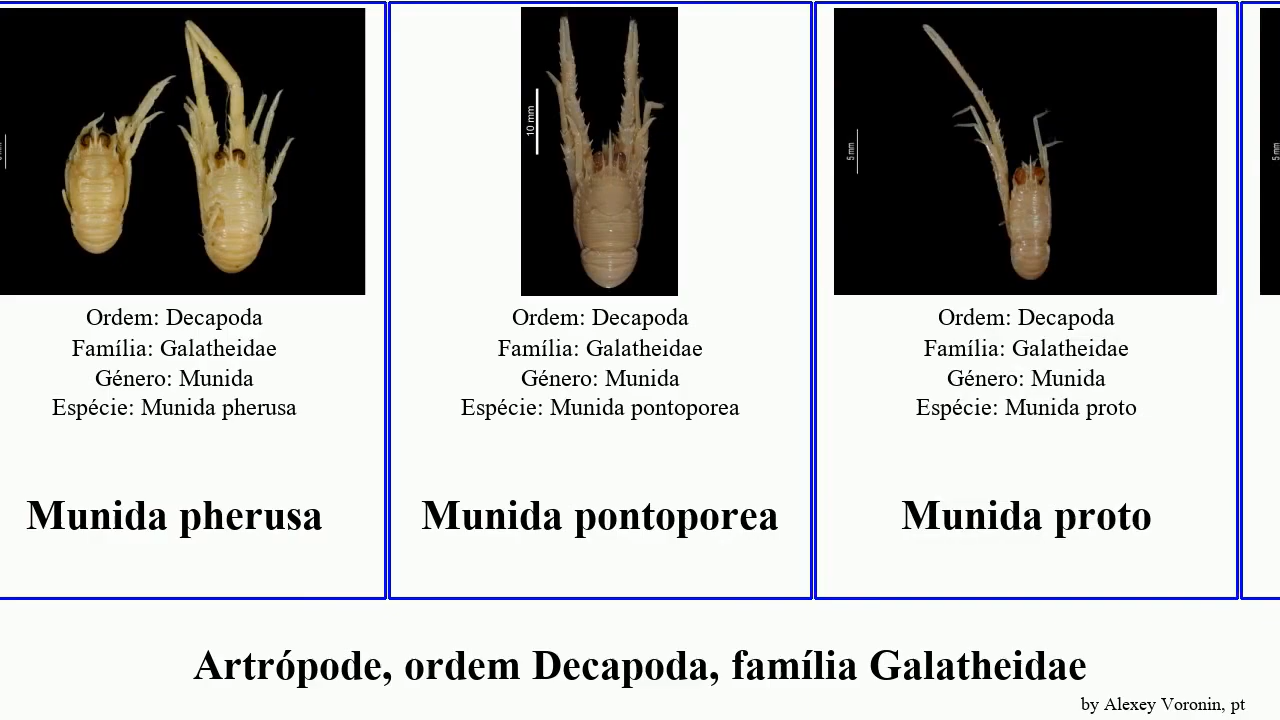 10 mm
5 mm
5 mm
Ordem: Decapoda
Família: Galatheidae
Género: Munida
Espécie: Munida pherusa
Munida pherusa
Ordem: Decapoda
Família: Galatheidae
Género: Munida
Espécie: Munida pontoporea
Munida pontoporea
Ordem: Decapoda
Família: Galatheidae
Género: Munida
Espécie: Munida proto
Munida proto
Artrópode, ordem Decapoda, família Galatheidae
by Alexey Voronin, pt